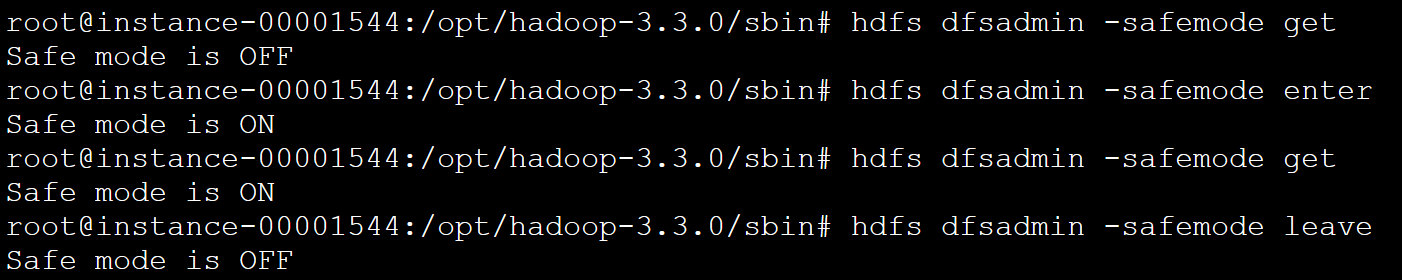 root@instance-00001544:/opt/hadoop-3.3.0/sbin# hdfs dfsadmin -safemode get
Safe mode is OFF
root@instance-00001544:/opt/hadoop-3.3.0/sbin# hdfs dfsadmin -safemode enter
Safe mode is ON
root@instance-00001544:/opt/hadoop-3.3.0/sbin# hdfs dfsadmin -safemode get
Safe mode is ON
root@instance-00001544:/opt/hadoop-3.3.0/sbin# hdfs dfsadmin -safemode leave
Safe mode is OFF